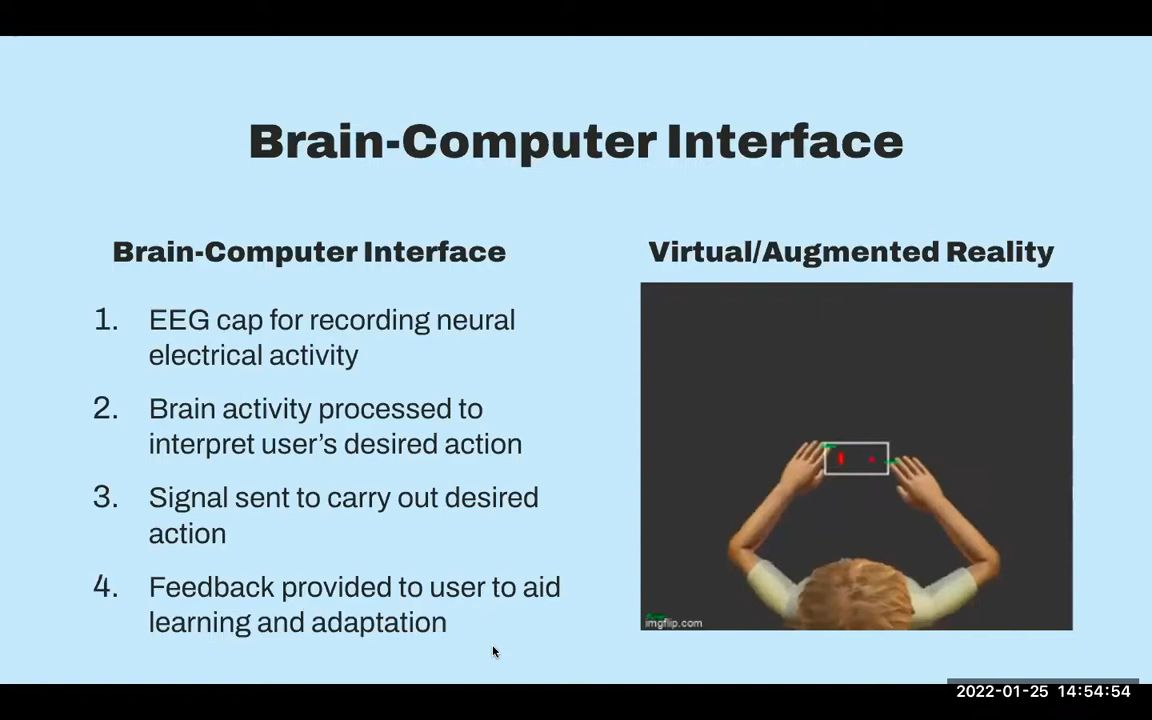 Brain-Computer Interface
Brain-Computer Interface
1. EEG cap for recording neural
electrical activity
2. Brain activity processed to
interpret user's desired action
3. Signal sent to carry out desired
action
4. Feedback provided to user to aid
learning and adaptation
Virtual/Augmented Reality
imgflip.com
2022-01-25 14:54:54